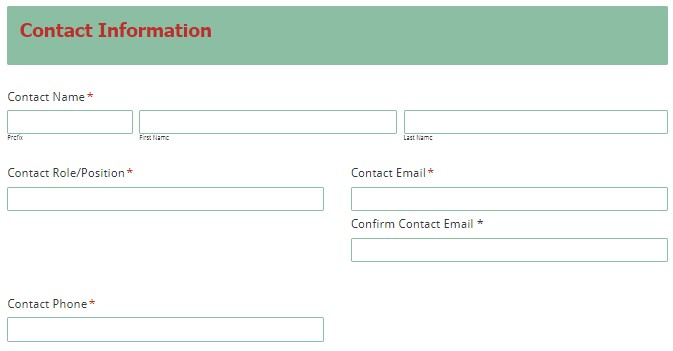 Contact Information
Contact Name*
Prefix First Name Last Name
Contact Role/Position* Contact Email*
Confirm Contact Email *
Contact Phone*